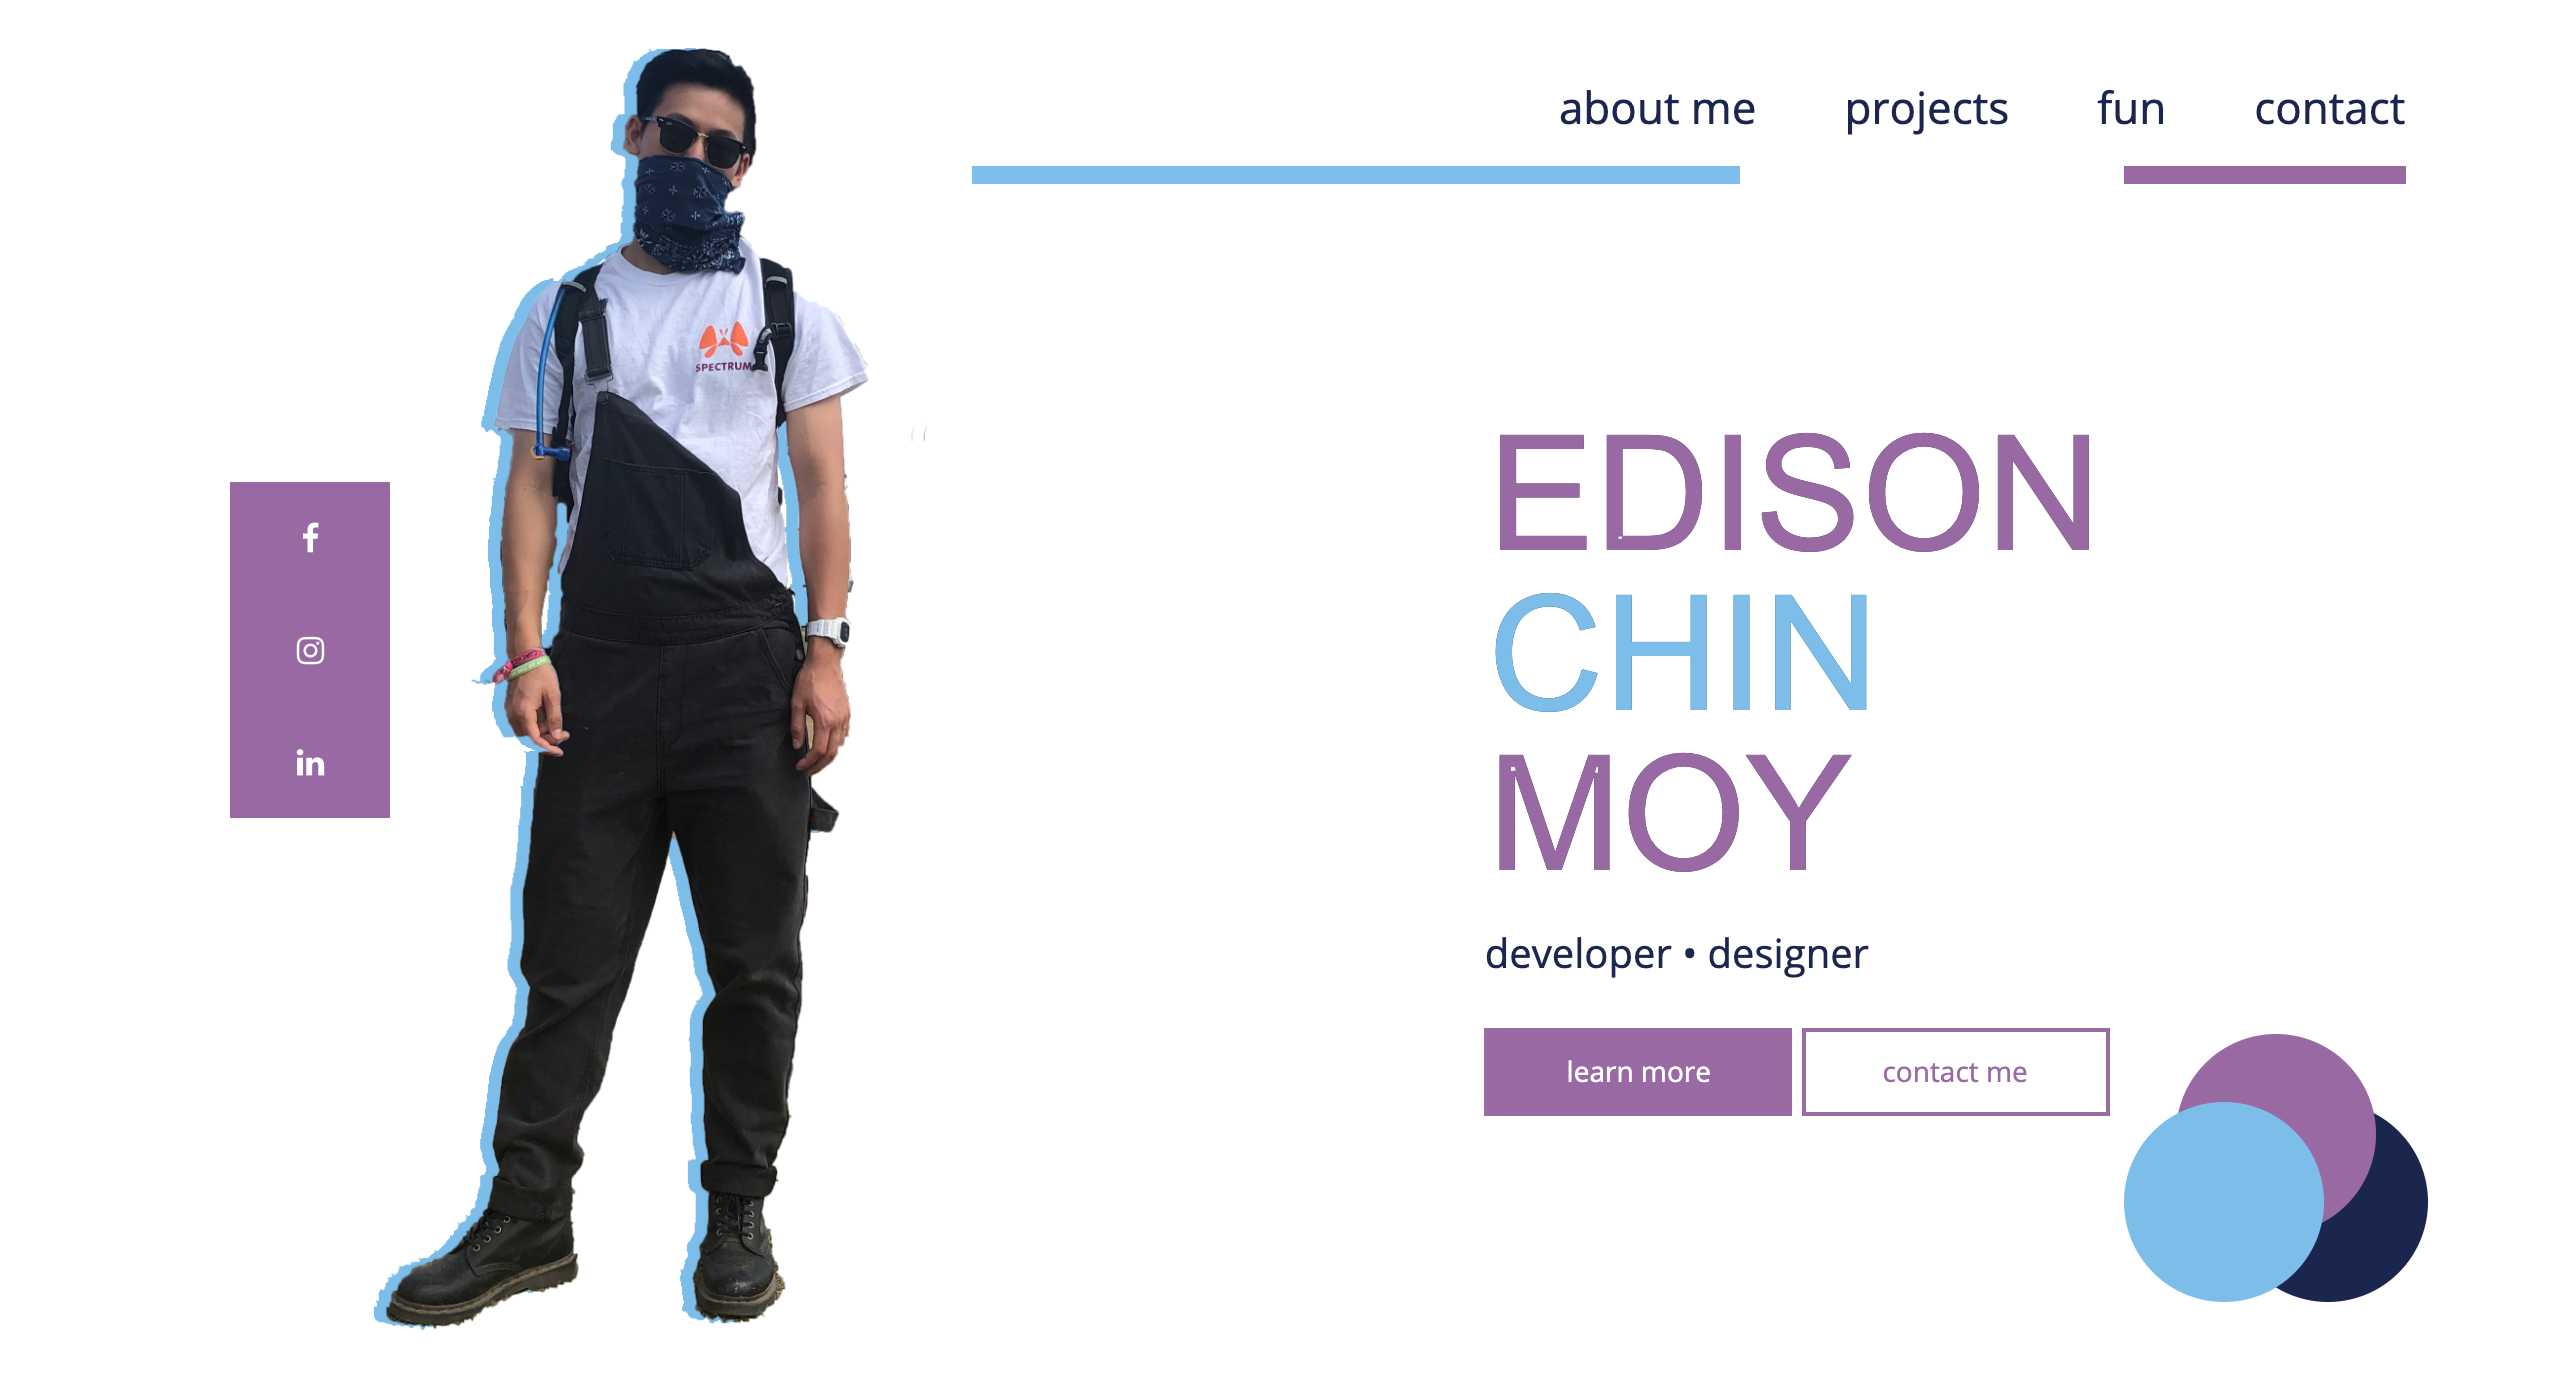 about me projects fun contact
SPECTRUM
EDISON
CHIN
MOY
developer • designer
learn more contact me
f
in